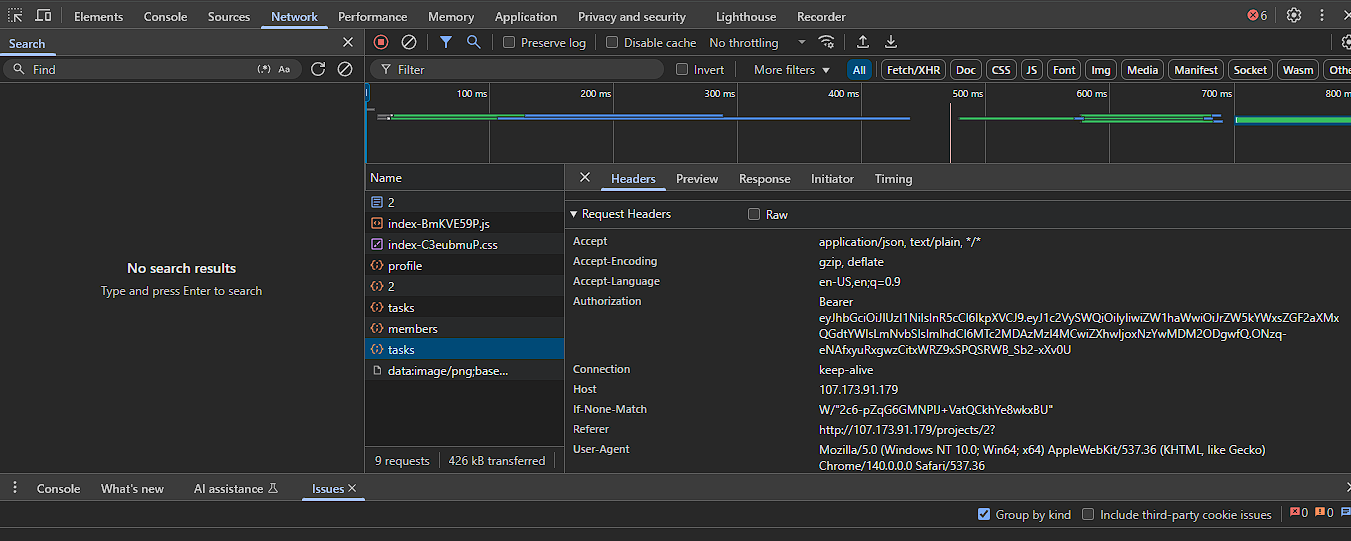 Elements Console Sources Network Performance Memory Application Privacy and security Lighthouse Recorder 6
Search
Preserve log Disable cache No throttling
Find (.*) Aa
Filter Invert More filters All Fetch/XHR Doc CSS JS Font Img Media Manifest Socket Wasm Othe
100 ms 200 ms 300 ms 400 ms 500 ms 600 ms 700 ms 800 m
Name
Headers Preview Response Initiator Timing
2
index-BmKVE59P.js
index-C3eubmuP.css
profile
2
tasks
members
tasks
data:image/png;base...
9 requests 426 kB transferred
No search results
Type and press Enter to search
Request Headers Raw
Accept application/json, text/plain, */*
Accept-Encoding gzip, deflate
Accept-Language en-US,en;q=0.9
Authorization Bearer
Connection keep-alive
Host 107.173.91.179
If-None-Match W/"2c6-pZqG6GMNPIJ+VatQCkhYe8wkxBU"
Referer http://107.173.91.179/projects/2?
User-Agent Mozilla/5.0 (Windows NT 10.0; Win64; x64) AppleWebKit/537.36 (KHTML, like Gecko)
Chrome/140.0.0.0 Safari/537.36
Console What's new AI assistance Issues
Group by kind Include third-party cookie issues 0 0